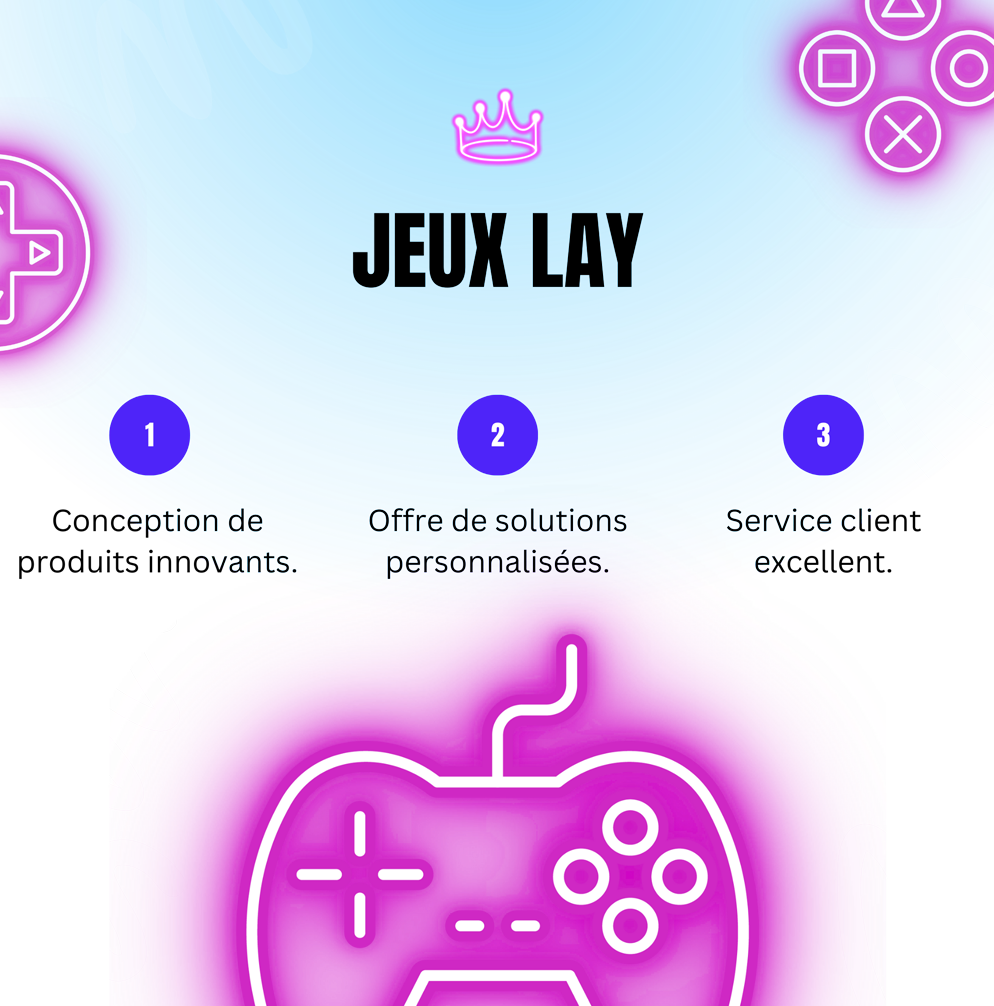 JEUX LAY
1
Conception de
produits innovants.
2
Offre de solutions
personnalisées.
3
Service client
excellent.